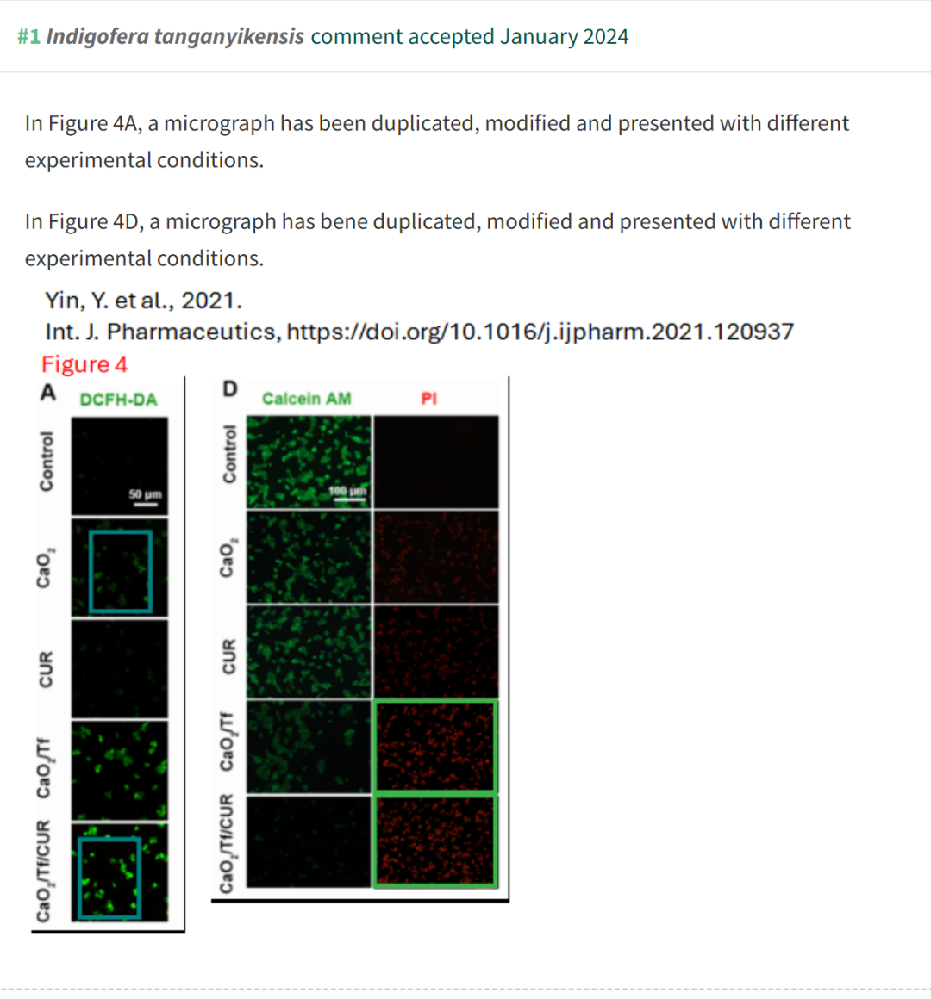 #1 Indigofera tanganyikensis comment accepted January 2024
In Figure 4A, a micrograph has been duplicated, modified and presented with different
experimental conditions.
In Figure 4D, a micrograph has bene duplicated, modified and presented with different
experimental conditions.
Yin, Y. et al., 2021.
Int. J. Pharmaceutics, https://doi.org/10.1016/j.ijpharm.2021.120937
Figure 4
A
DCFH-DA
Control
50 µm
CaO₂
CUR
CaO₂/Tf
CaO₂/Tf/CUR
D
Calcein AM
PI
Control
100 µm
CaO₂
CUR
CaO₂/Tf
CaO₂/Tf/CUR